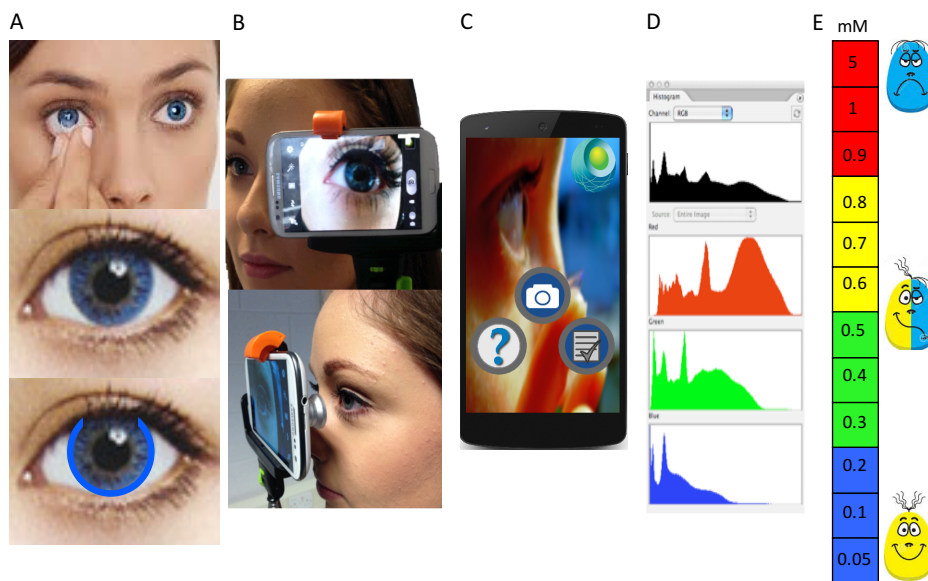 A
B
C
D
E
mM
Histogram
Channel: RGB
Source: Entire Image
Red
Green
Blue
?
5
1
0.9
0.8
0.7
0.6
0.5
0.4
0.3
0.2
0.1
0.05